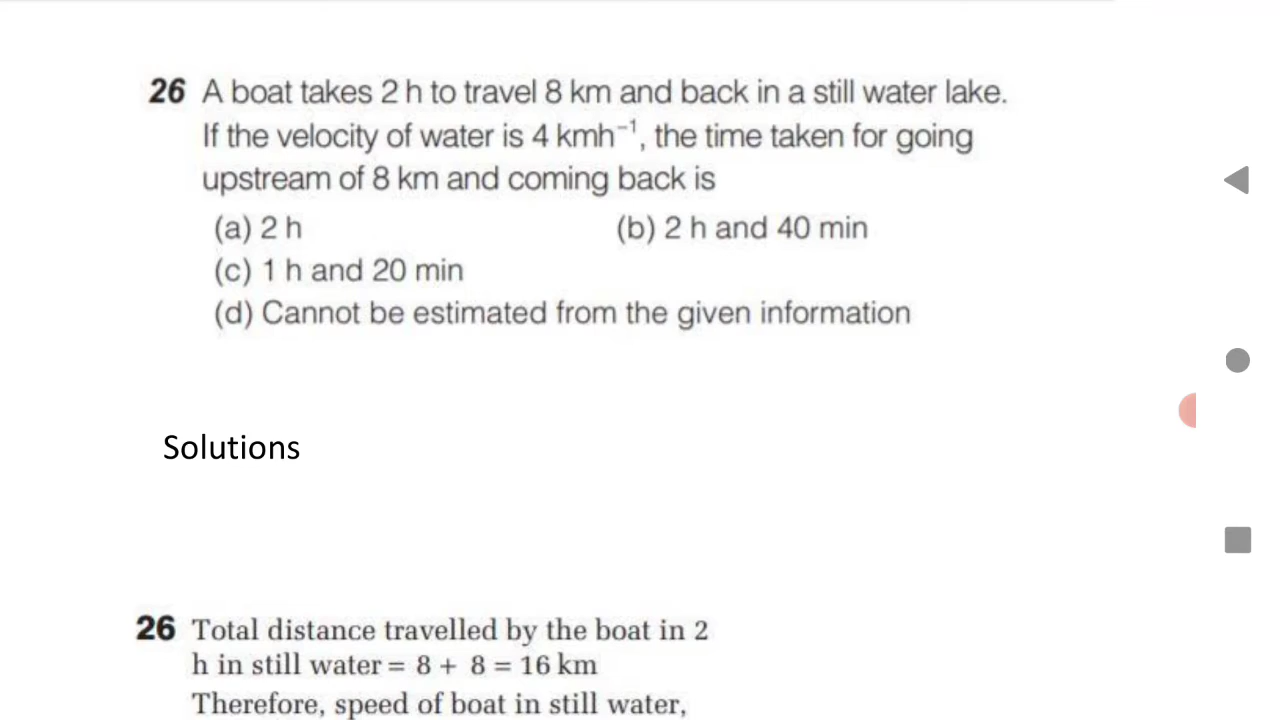 26 A boat takes 2 h to travel 8 km and back in a still water lake.
If the velocity of water is 4 kmh⁻¹, the time taken for going
upstream of 8 km and coming back is
(a) 2 h (b) 2 h and 40 min
(c) 1 h and 20 min
(d) Cannot be estimated from the given information
Solutions
26 Total distance travelled by the boat in 2
h in still water = 8 + 8 = 16 km
Therefore, speed of boat in still water,